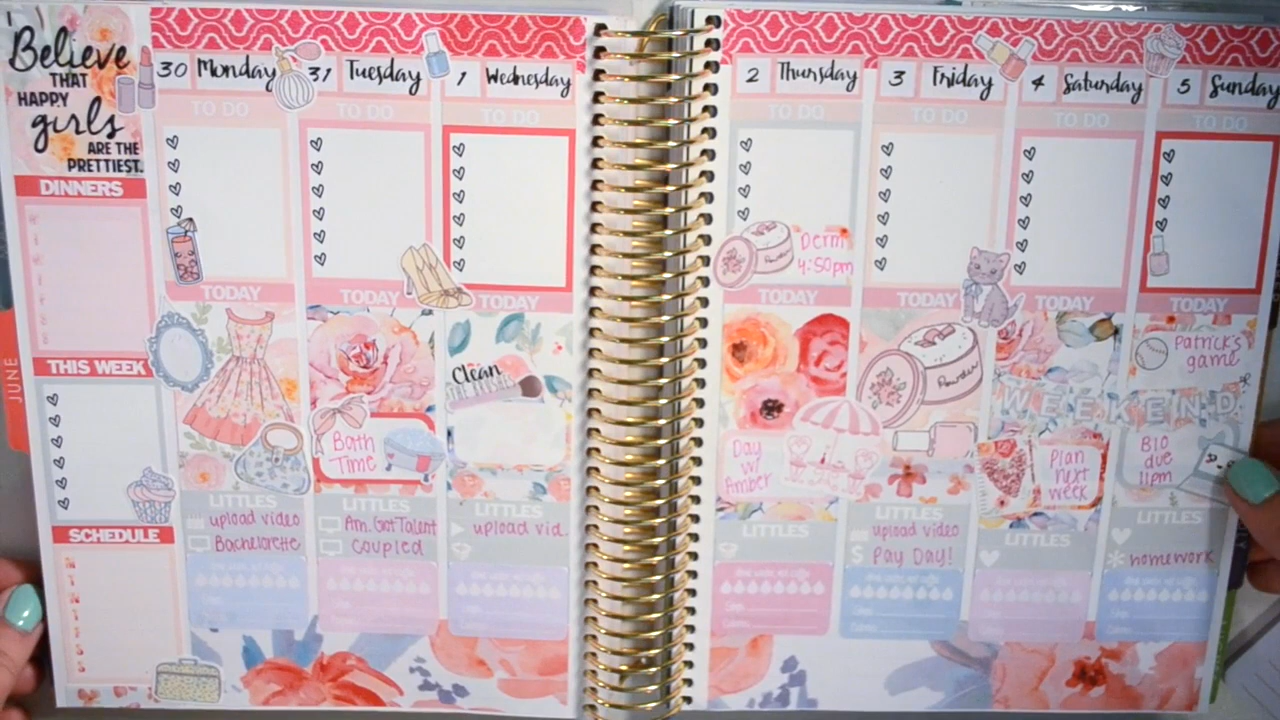 Believe
THAT
HAPPY
girls
ARE THE
PRETTIEST.
DINNERS
THIS WEEK
SCHEDULE
M
T
W
T
F
S
S
JUNE
30 Monday
TO DO
TODAY
LITTLES
upload video
Bachelorette
31 Tuesday
TO DO
TODAY
Bath
Time
LITTLES
Am. Got Talent
Coupled
1 Wednesday
TO DO
TODAY
Clean
LITTLES
upload vid.
2 Thursday
TO DO
Derm
4:50pm
TODAY
Day
w/
Amber
LITTLES
3 Friday
TO DO
TODAY
Powder
LITTLES
upload video
$ Pay Day!
4 Saturday
TO DO
TODAY
WEEKEND
Plan
next
week
LITTLES
5 Sunday
TO DO
TODAY
Patrick's
game
BIO
due
11pm
LITTLES
homework